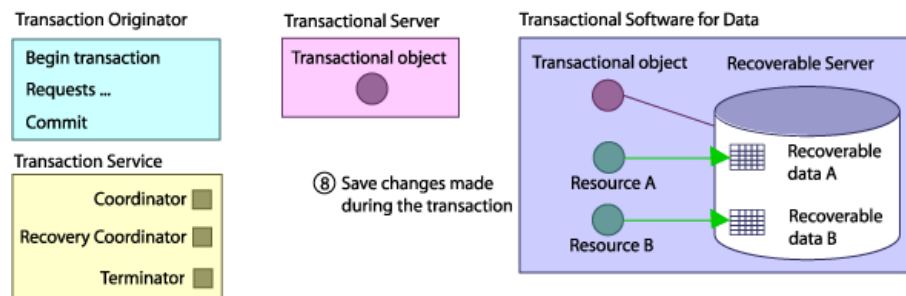 Transaction Originator
Begin transaction
Requests ...
Commit
Transaction Service
Coordinator
Recovery Coordinator
Terminator
Transactional Server
Transactional object
8 Save changes made
during the transaction
Transactional Software for Data
Transactional object
Recoverable Server
Resource A
Recoverable
data A
Resource B
Recoverable
data B